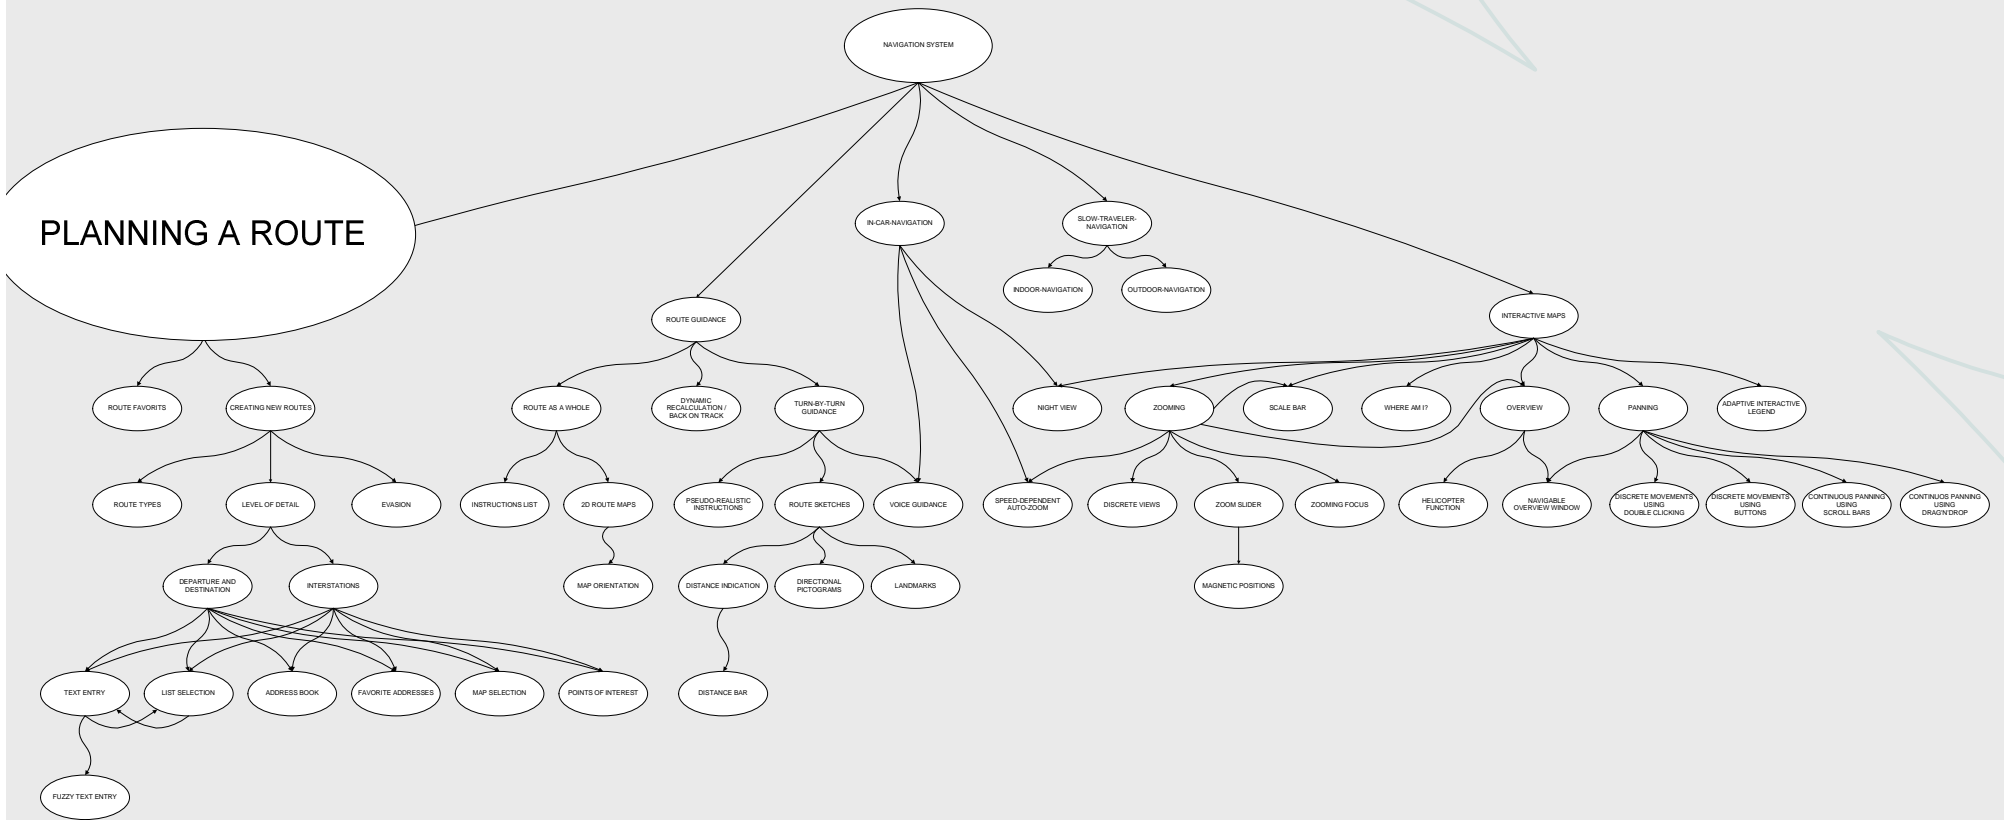 NAVIGATION SYSTEM
PLANNING A ROUTE
IN-CAR-NAVIGATION
SLOW-TRAVELER-
NAVIGATION
INDOOR-NAVIGATION
OUTDOOR-NAVIGATION
ROUTE GUIDANCE
INTERACTIVE MAPS
ROUTE FAVORITS
CREATING NEW ROUTES
ROUTE AS A WHOLE
DYNAMIC
RECALCULATION /
BACK ON TRACK
TURN-BY-TURN
GUIDANCE
NIGHT VIEW
ZOOMING
SCALE BAR
WHERE AM I?
OVERVIEW
PANNING
ADAPTIVE INTERACTIVE
LEGEND
ROUTE TYPES
LEVEL OF DETAIL
EVASION
INSTRUCTIONS LIST
2D ROUTE MAPS
PSEUDO-REALISTIC
INSTRUCTIONS
ROUTE SKETCHES
VOICE GUIDANCE
SPEED-DEPENDENT
AUTO-ZOOM
DISCRETE VIEWS
ZOOM SLIDER
ZOOMING FOCUS
HELICOPTER
FUNCTION
NAVIGABLE
OVERVIEW WINDOW
DISCRETE MOVEMENTS
USING
DOUBLE CLICKING
DISCRETE MOVEMENTS
USING
BUTTONS
CONTINUOUS PANNING
USING
SCROLL BARS
CONTINUOS PANNING
USING
DRAG'N'DROP
DEPARTURE AND
DESTINATION
INTERSTATIONS
MAP ORIENTATION
DISTANCE INDICATION
DIRECTIONAL
PICTOGRAMS
LANDMARKS
MAGNETIC POSITIONS
TEXT ENTRY
LIST SELECTION
ADDRESS BOOK
FAVORITE ADDRESSES
MAP SELECTION
POINTS OF INTEREST
DISTANCE BAR
FUZZY TEXT ENTRY